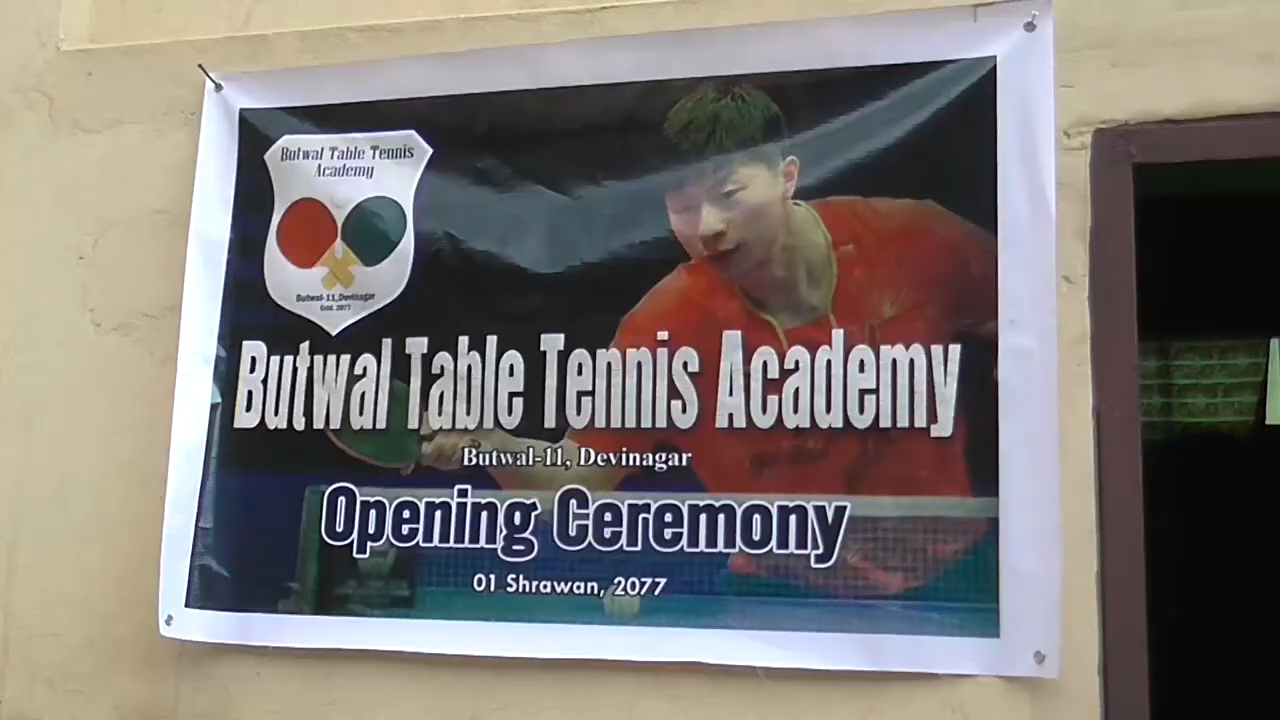 Butwal Table Tennis
Academy
Butwal-11, Devinagar
Estd. 2077
Butwal Table Tennis Academy
Butwal-11, Devinagar
Opening Ceremony
01 Shrawan, 2077